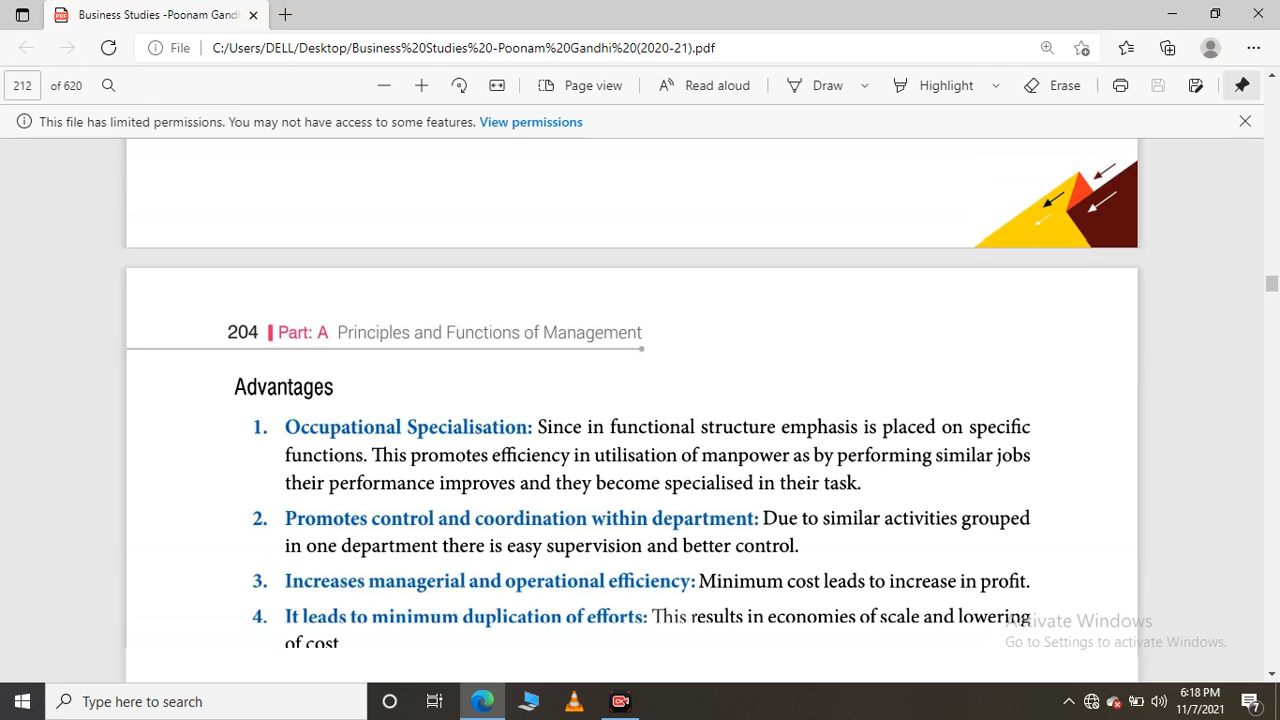 Business Studies -Poonam Gandh
File C:/Users/DELL/Desktop/Business%20Studies%20-Poonam%20Gandhi%20(2020-21).pdf
212 of 620 Page view Read aloud Draw Highlight Erase
This file has limited permissions. You may not have access to some features. View permissions
204 Part: A Principles and Functions of Management
Advantages
1. Occupational Specialisation: Since in functional structure emphasis is placed on specific
functions. This promotes efficiency in utilisation of manpower as by performing similar jobs
their performance improves and they become specialised in their task.
2. Promotes control and coordination within department: Due to similar activities grouped
in one department there is easy supervision and better control.
3. Increases managerial and operational efficiency: Minimum cost leads to increase in profit.
4. It leads to minimum duplication of efforts: This results in economies of scale and lowering
of cost.
Activate Windows
Go to Settings to activate Windows.
Type here to search
6:18 PM
11/7/2021
7